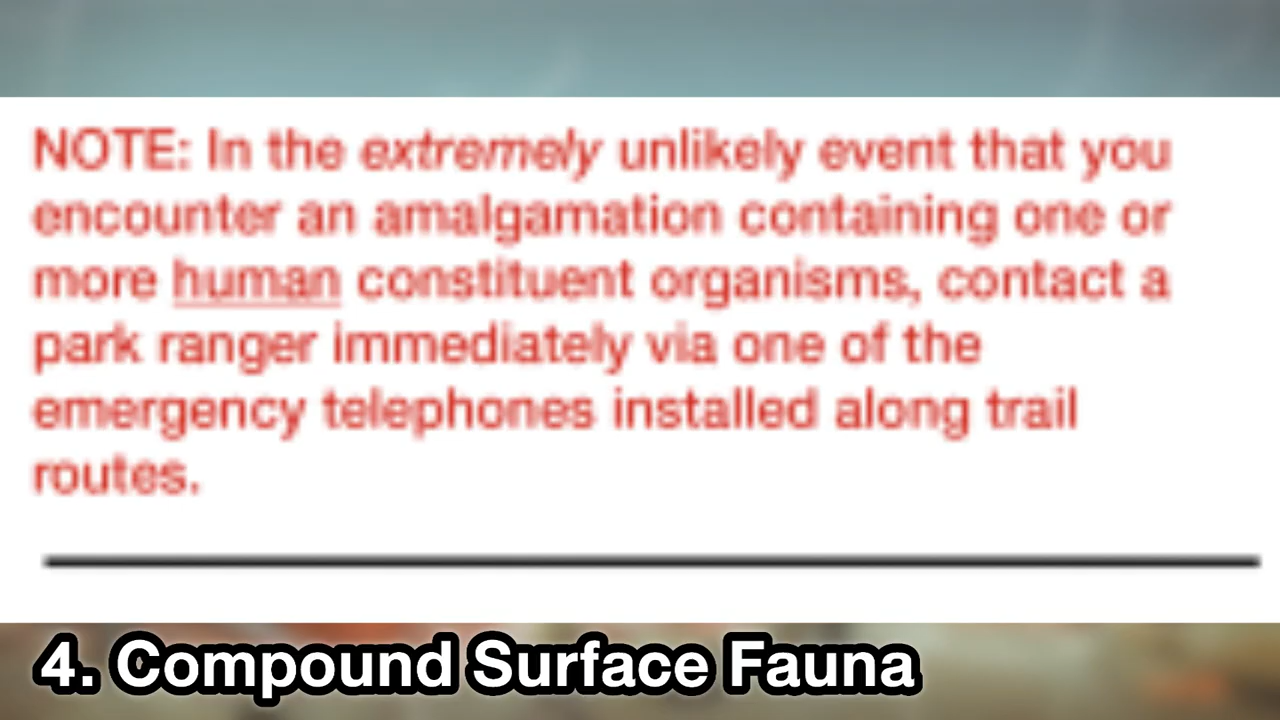 NOTE: In the extremely unlikely event that you
encounter an amalgamation containing one or
more human constituent organisms, contact a
park ranger immediately via one of the
emergency telephones installed along trail
routes.
4. Compound Surface Fauna